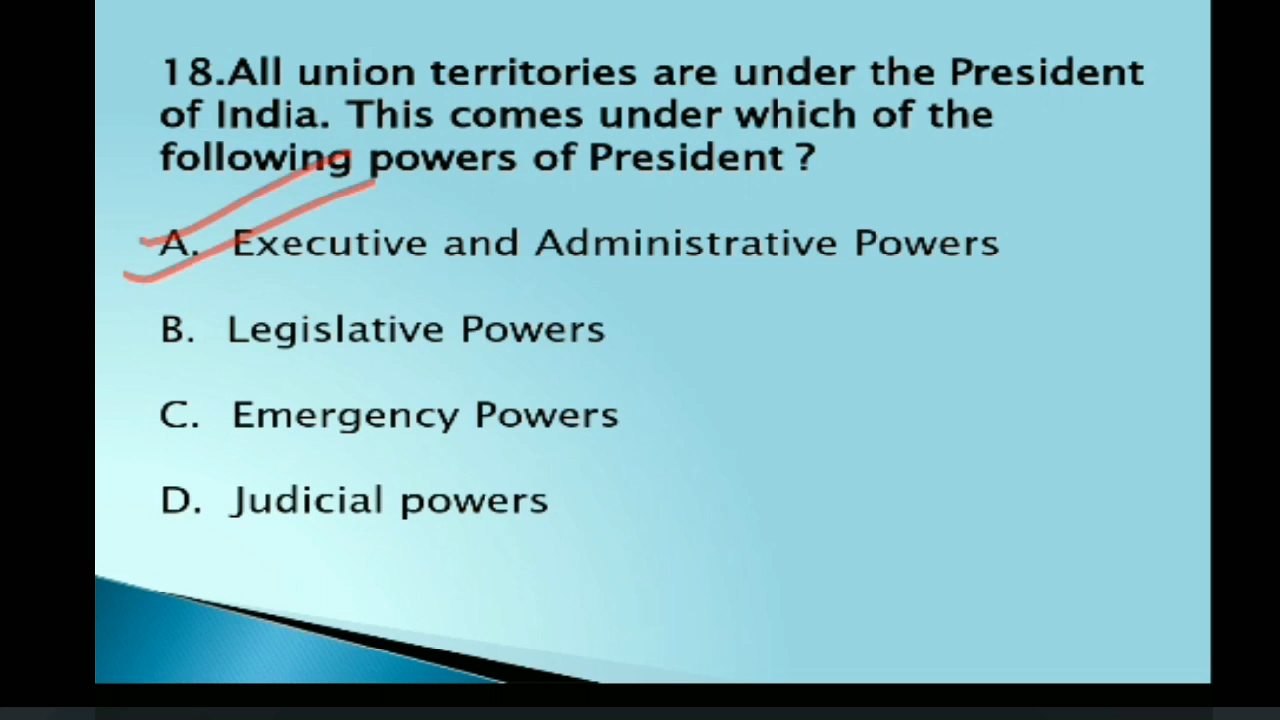 18.All union territories are under the President
of India. This comes under which of the
following powers of President ?
A. Executive and Administrative Powers
B. Legislative Powers
C. Emergency Powers
D. Judicial powers